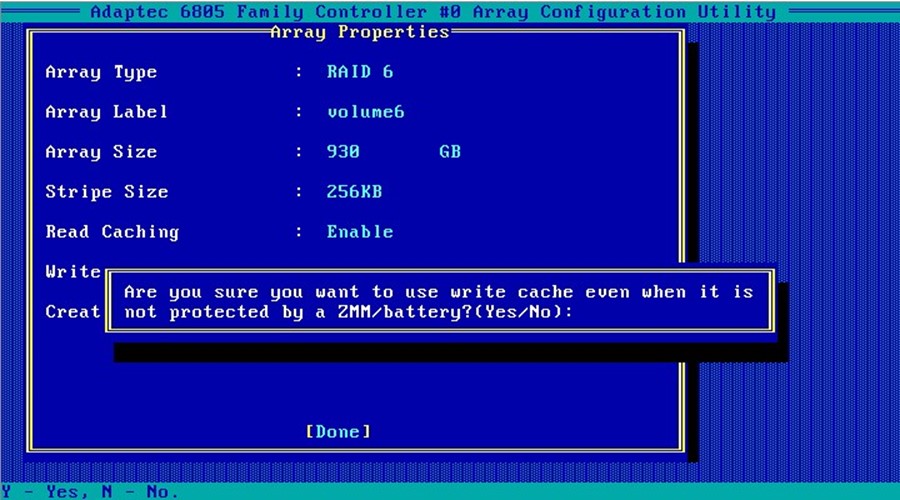 Adaptec 6805 Family Controller #0 Array Configuration Utility
Array Properties
Array Type : RAID 6
Array Label : volume6
Array Size : 930 GB
Stripe Size : 256KB
Read Caching : Enable
Write
Are you sure you want to use write cache even when it is
Creat
not protected by a ZMM/battery?(Yes/No):
[Done]
Y - Yes, N - No.